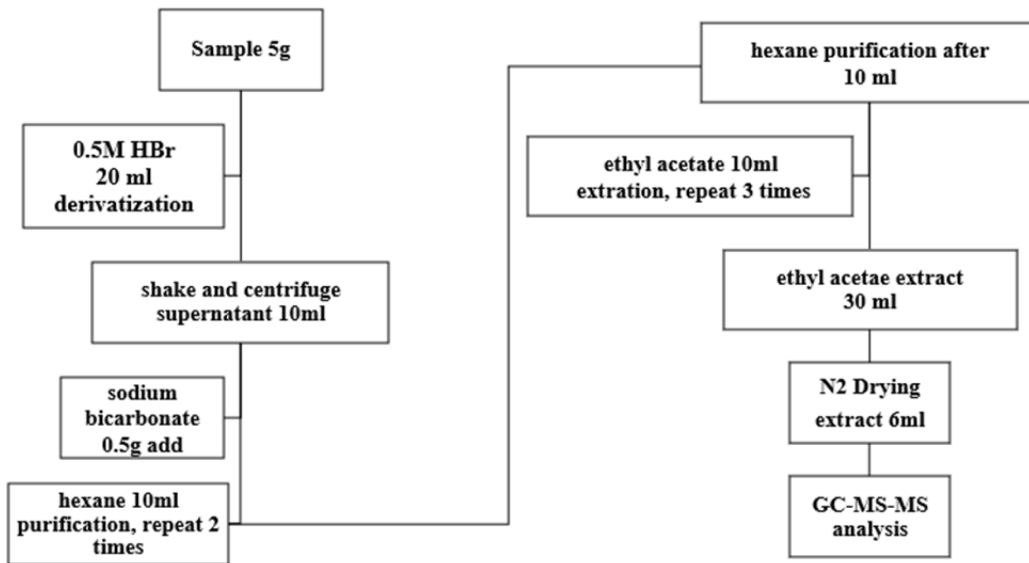 Sample 5g
0.5M HBr
20 ml
derivatization
shake and centrifuge
supernatant 10ml
sodium
bicarbonate
0.5g add
hexane 10ml
purification, repeat 2
times
hexane purification after
10 ml
ethyl acetate 10ml
extration, repeat 3 times
ethyl acetae extract
30 ml
N2 Drying
extract 6ml
GC-MS-MS
analysis